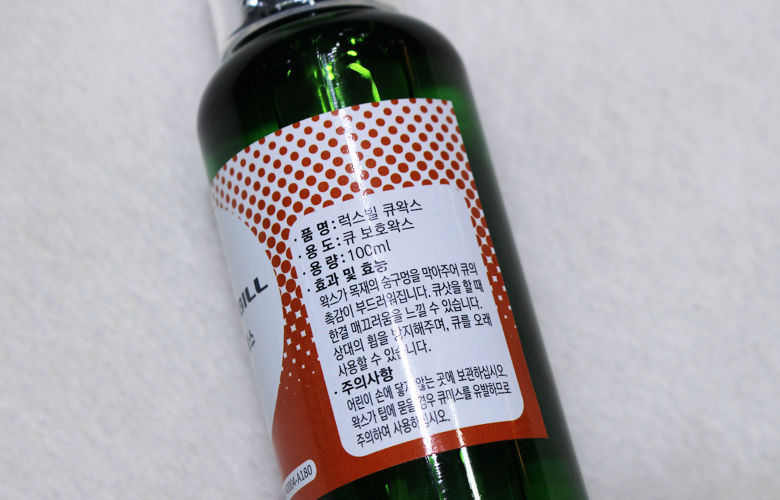 · 품 명 : 럭스빌 큐왁스
· 용 도 : 큐 보호왁스
· 용 량 : 100ml
· 효과 및 효능
왁스가 목재의 숨구멍을 막아주어 큐의
촉감이 부드러워집니다. 큐샷을 할 때
한결 매끄러움을 느낄 수 있습니다.
상대의 휨을 방지해주며, 큐를 오래
사용할 수 있습니다.
· 주의사항
어린이 손에 닿지 않는 곳에 보관하십시오.
왁스가 팁에 묻을 경우 큐미스를 유발하므로
주의하여 사용하십시오.
GILL
004-A180